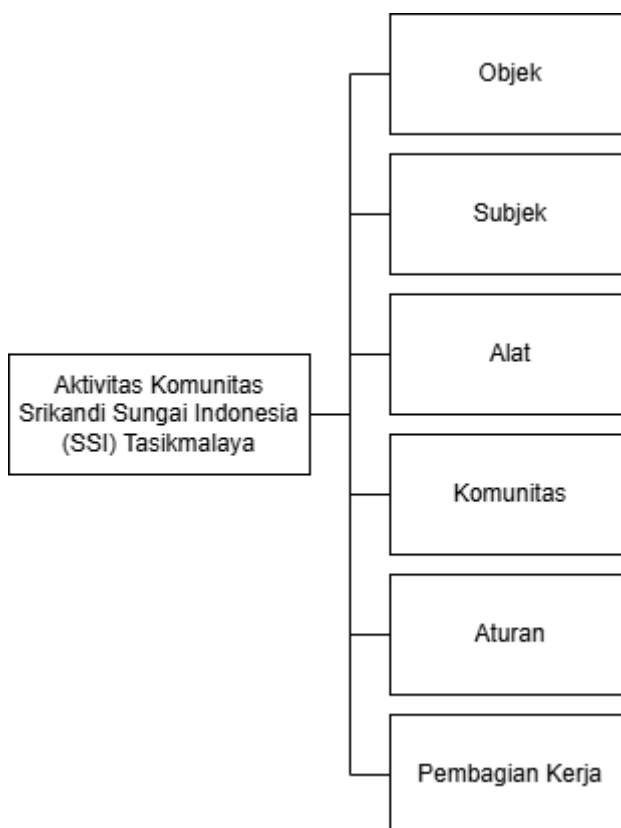 Objek
Subjek
Alat
Aktivitas Komunitas
Srikandi Sungai Indonesia
(SSI) Tasikmalaya
Komunitas
Aturan
Pembagian Kerja